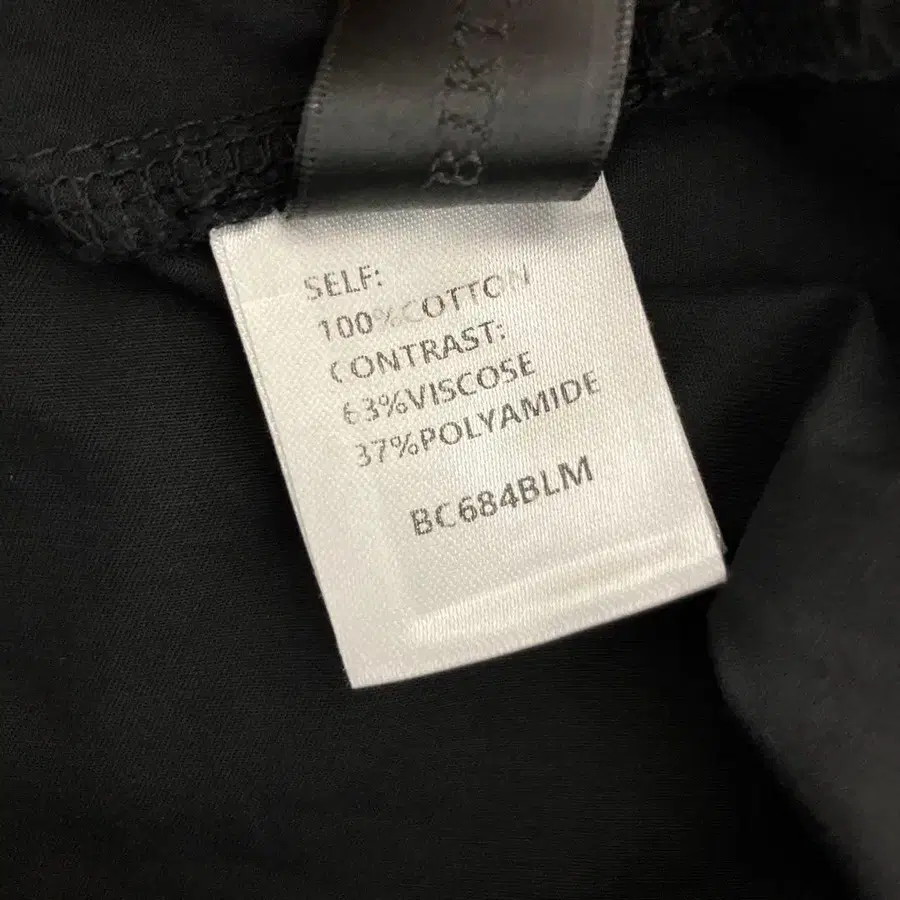 SELF:
100%COTTON
CONTRAST:
63%VISCOSE
37%POLYAMIDE
BC684BLM